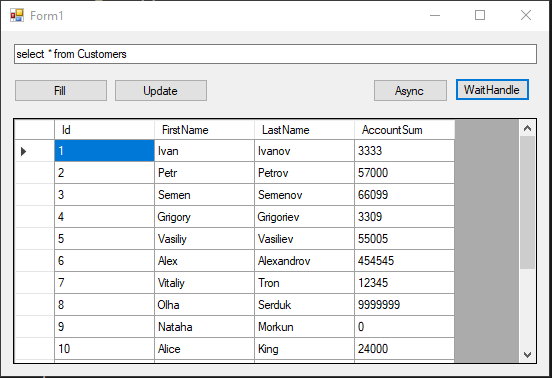 Form1
select * from Customers
Fill Update Async WaitHandle
Id FirstName LastName AccountSum
1 Ivan Ivanov 3333
2 Petr Petrov 57000
3 Semen Semenov 66099
4 Grigory Grigoriev 3309
5 Vasiliy Vasiliev 55005
6 Alex Alexandrov 454545
7 Vitaliy Tron 12345
8 Olha Serduk 9999999
9 Nataha Morkun 0
10 Alice King 24000